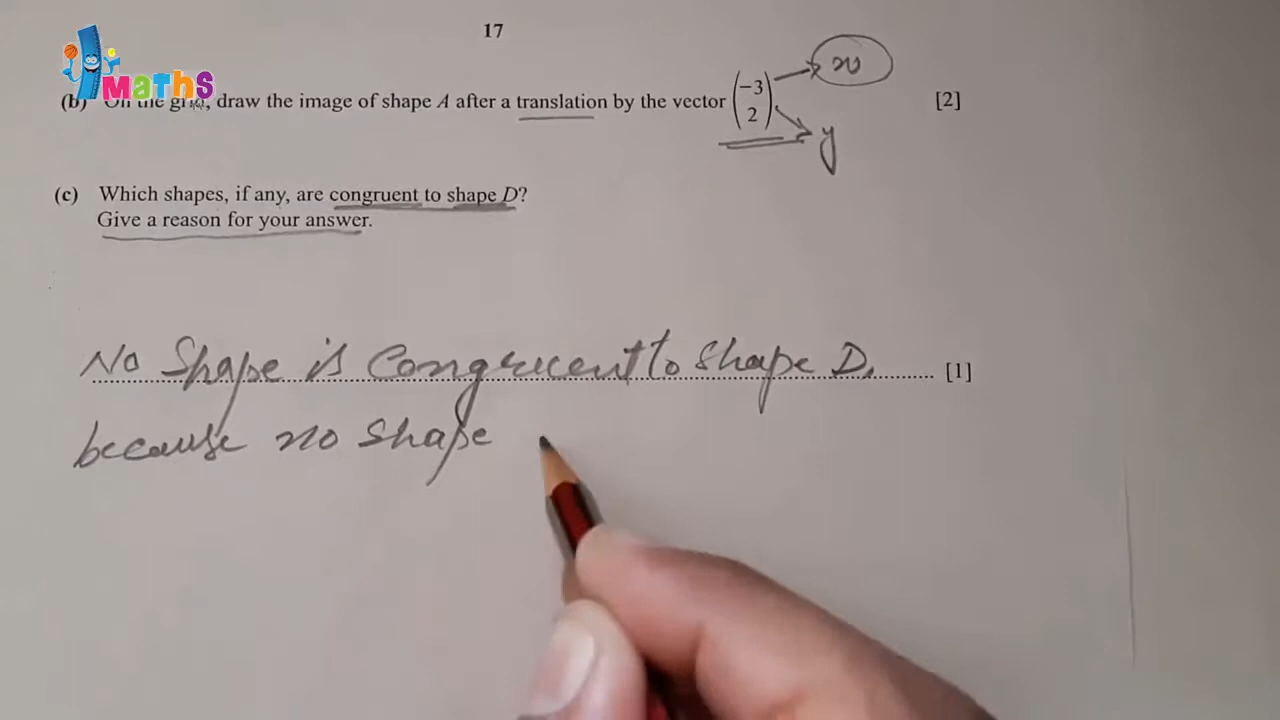 17
Maths
(b) On the grid, draw the image of shape A after a translation by the vector (-3 2) [2]
x
y
(c) Which shapes, if any, are congruent to shape D?
Give a reason for your answer.
No Shape is Congruent to Shape D. [1]
because no shape